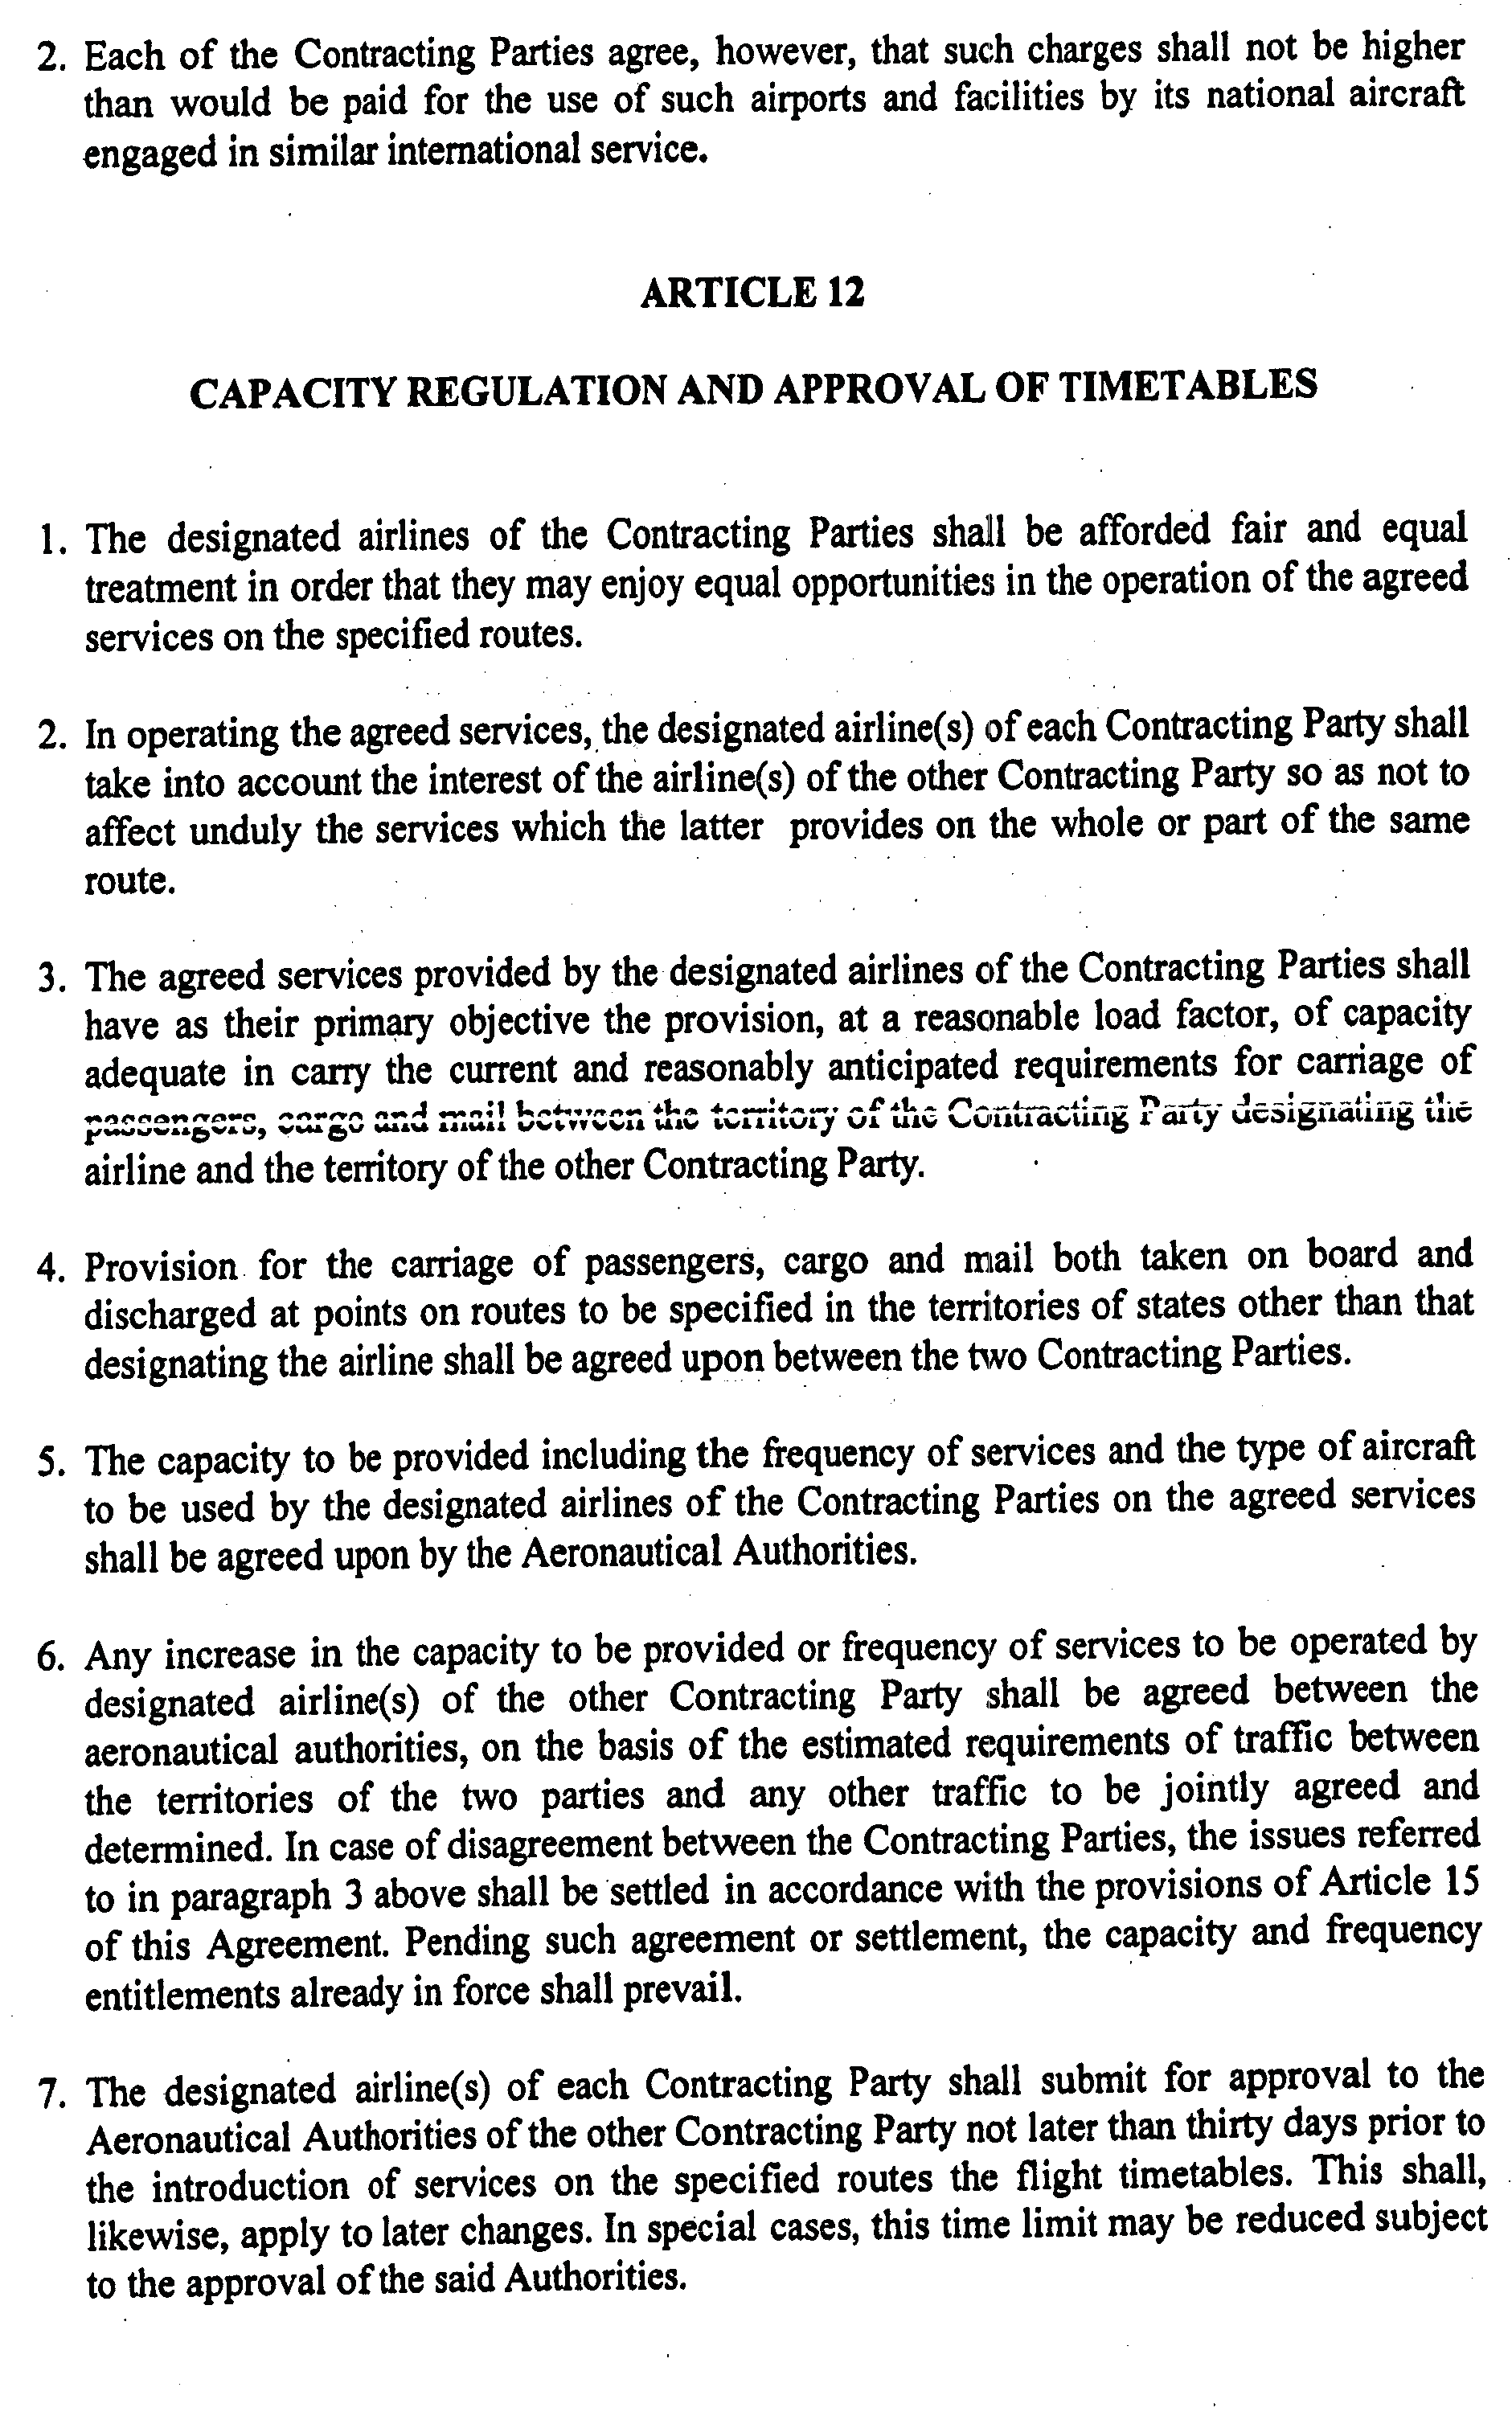 2. Each of the Contracting Parties agree, however, that such charges shall not be higher
than would be paid for the use of such airports and facilities by its national aircraft
engaged in similar international service.
ARTICLE 12
CAPACITY REGULATION AND APPROVAL OF TIMETABLES
1. The designated airlines of the Contracting Parties shall be afforded fair and equal
treatment in order that they may enjoy equal opportunities in the operation of the agreed
services on the specified routes.
2. In operating the agreed services, the designated airline(s) of each Contracting Party shall
take into account the interest of the airline(s) of the other Contracting Party so as not to
affect unduly the services which the latter provides on the whole or part of the same
route.
3. The agreed services provided by the designated airlines of the Contracting Parties shall
have as their primary objective the provision, at a reasonable load factor, of capacity
adequate in carry the current and reasonably anticipated requirements for carriage of
passengers, cargo and mail between the territory of the Contracting Party designating the
airline and the territory of the other Contracting Party.
4. Provision for the carriage of passengers, cargo and mail both taken on board and
discharged at points on routes to be specified in the territories of states other than that
designating the airline shall be agreed upon between the two Contracting Parties.
5. The capacity to be provided including the frequency of services and the type of aircraft
to be used by the designated airlines of the Contracting Parties on the agreed services
shall be agreed upon by the Aeronautical Authorities.
6. Any increase in the capacity to be provided or frequency of services to be operated by
designated airline(s) of the other Contracting Party shall be agreed between the
aeronautical authorities, on the basis of the estimated requirements of traffic between
the territories of the two parties and any other traffic to be jointly agreed and
determined. In case of disagreement between the Contracting Parties, the issues referred
to in paragraph 3 above shall be settled in accordance with the provisions of Article 15
of this Agreement. Pending such agreement or settlement, the capacity and frequency
entitlements already in force shall prevail.
7. The designated airline(s) of each Contracting Party shall submit for approval to the
Aeronautical Authorities of the other Contracting Party not later than thirty days prior to
the introduction of services on the specified routes the flight timetables. This shall,
likewise, apply to later changes. In special cases, this time limit may be reduced subject
to the approval of the said Authorities.